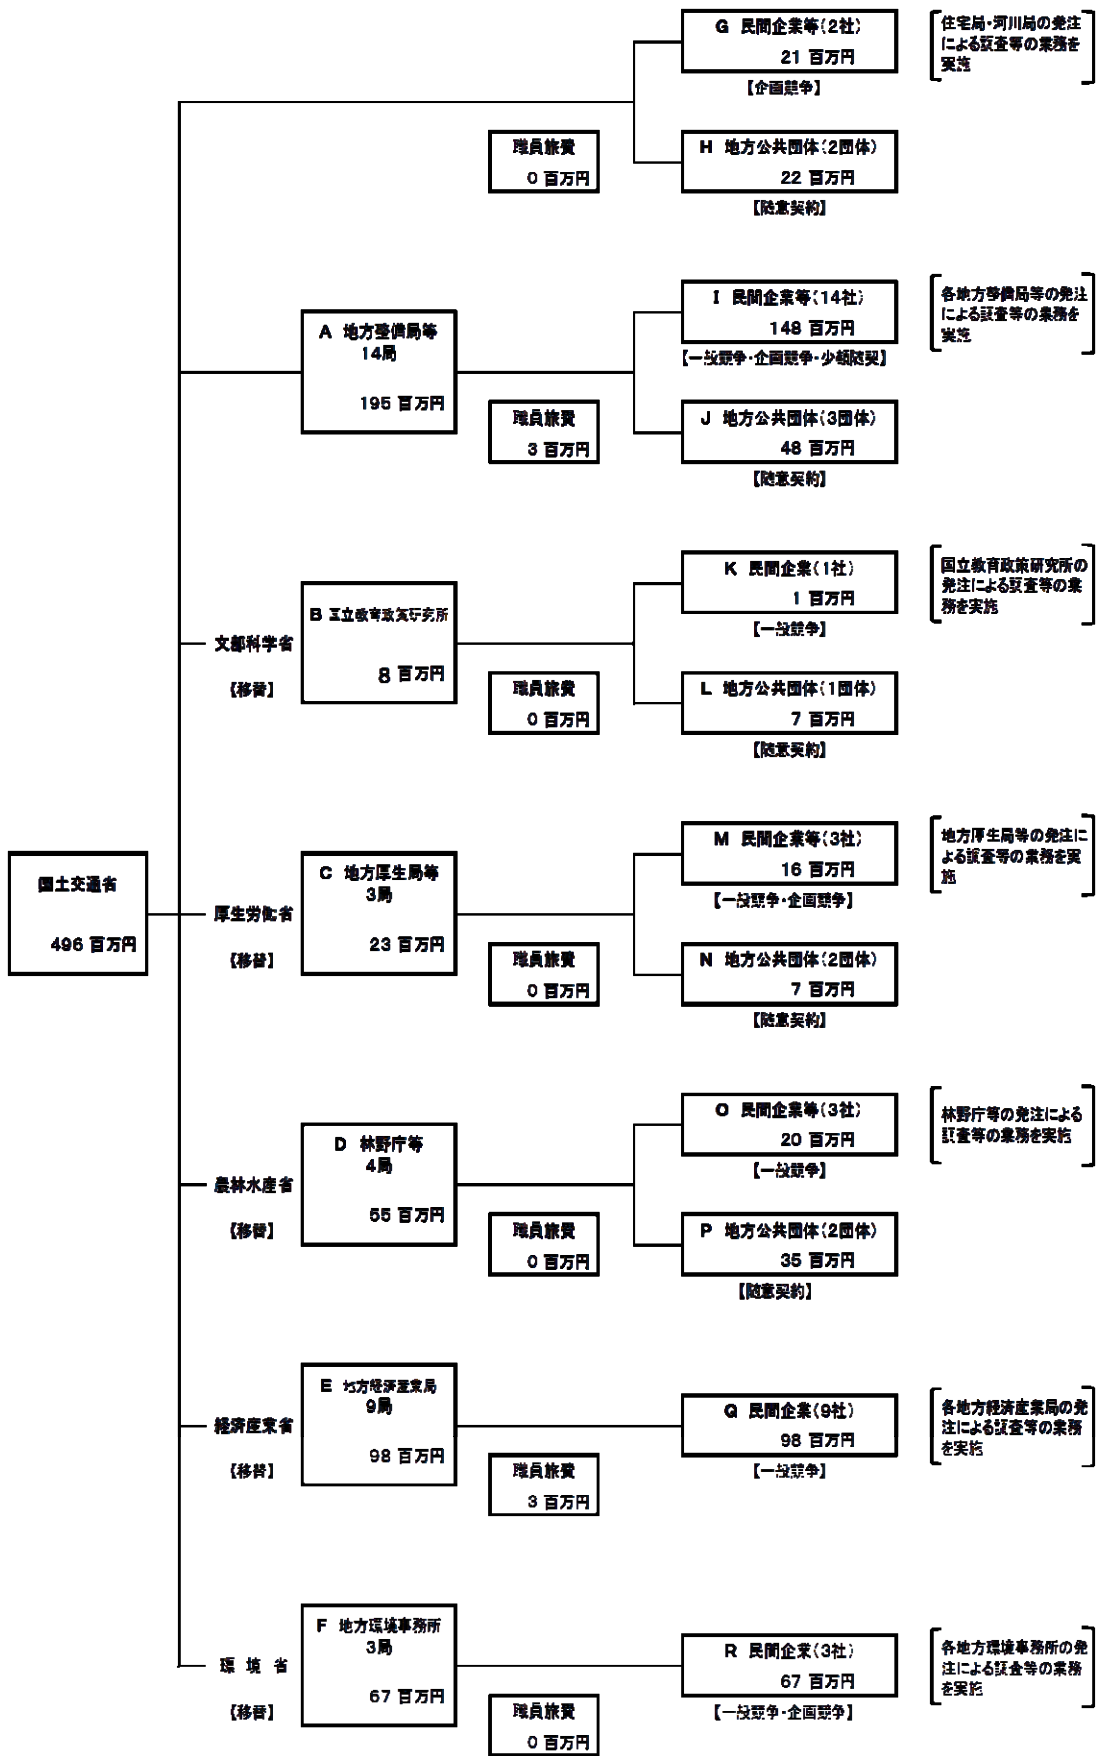 国土交通省
496 百万円
G 民間企業等(2社)
21 百万円
【企画競争】
住宅局・河川局の発注
による調査等の業務を
実施
職員旅費
0 百万円
H 地方公共団体(2団体)
22 百万円
【随意契約】
A 地方整備局等
14局
195 百万円
職員旅費
3 百万円
I 民間企業等(14社)
148 百万円
【一般競争・企画競争・少額随契】
各地方整備局等の発注
による調査等の業務を
実施
J 地方公共団体(3団体)
48 百万円
【随意契約】
文部科学省
【移替】
B 国立教育政策研究所
8 百万円
職員旅費
0 百万円
K 民間企業(1社)
1 百万円
【一般競争】
国立教育政策研究所の
発注による調査等の業
務を実施
L 地方公共団体(1団体)
7 百万円
【随意契約】
厚生労働省
【移替】
C 地方厚生局等
3局
23 百万円
職員旅費
0 百万円
M 民間企業等(3社)
16 百万円
【一般競争・企画競争】
地方厚生局等の発注に
よる調査等の業務を実
施
N 地方公共団体(2団体)
7 百万円
【随意契約】
農林水産省
【移替】
D 林野庁等
4局
55 百万円
職員旅費
0 百万円
O 民間企業等(3社)
20 百万円
【一般競争】
林野庁等の発注による
調査等の業務を実施
P 地方公共団体(2団体)
35 百万円
【随意契約】
経済産業省
【移替】
E 地方経済産業局
9局
98 百万円
職員旅費
3 百万円
Q 民間企業(9社)
98 百万円
【一般競争】
各地方経済産業局の発
注による調査等の業務
を実施
環 境 省
【移替】
F 地方環境事務所
3局
67 百万円
職員旅費
0 百万円
R 民間企業(3社)
67 百万円
【一般競争・企画競争】
各地方環境事務所の発
注による調査等の業務
を実施